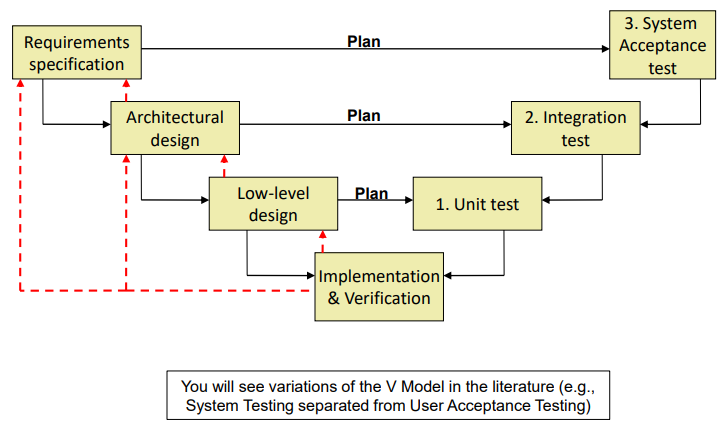 Requirements
specification
Plan
3. System
Acceptance
test
Architectural
design
Plan
2. Integration
test
Low-level
design
Plan
1. Unit test
Implementation
& Verification
You will see variations of the V Model in the literature (e.g.,
System Testing separated from User Acceptance Testing)